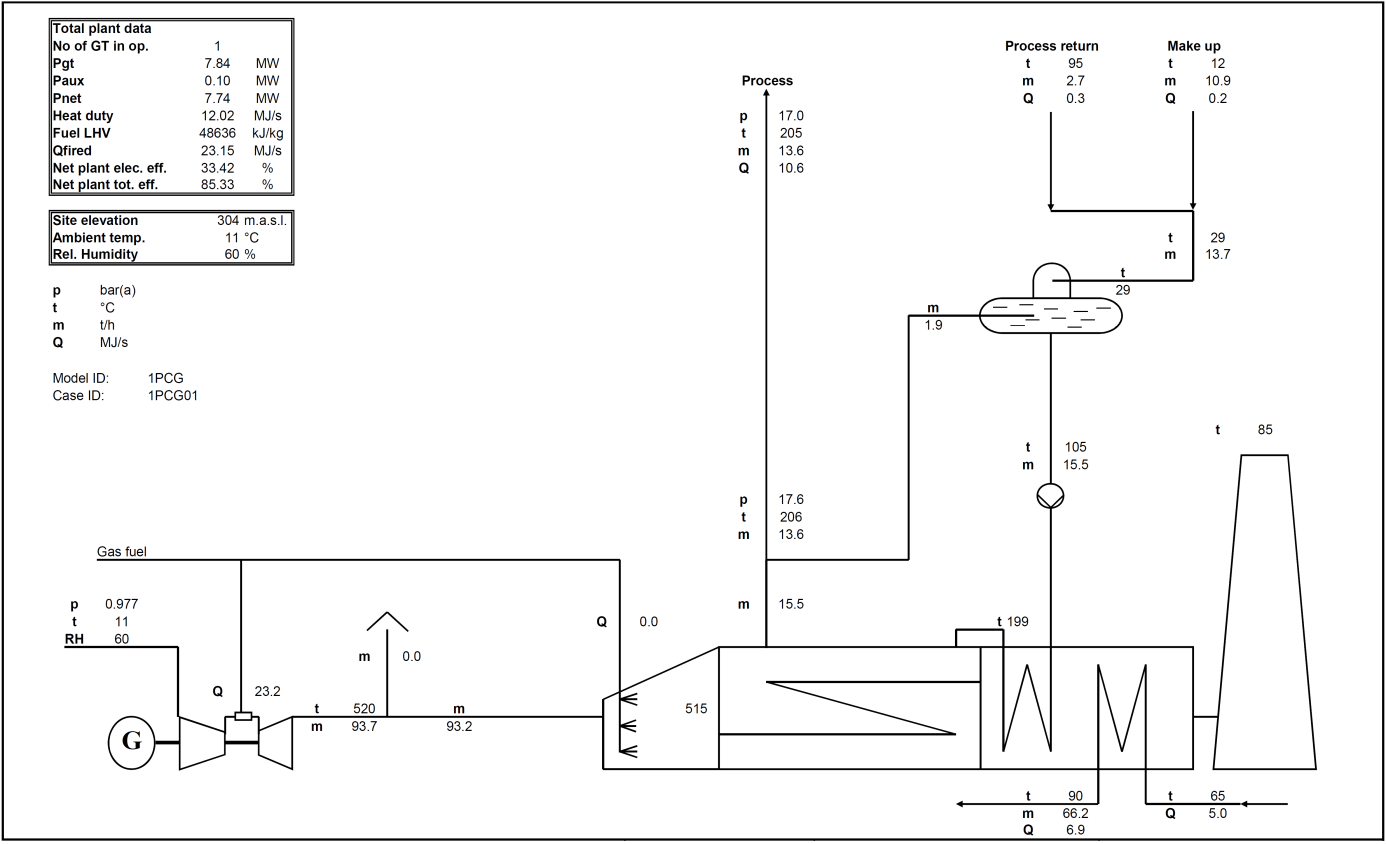 Total plant data
No of GT in op. 1
Pgt 7.84 MW
Paux 0.10 MW
Pnet 7.74 MW
Heat duty 12.02 MJ/s
Fuel LHV 48636 kJ/kg
Qfired 23.15 MJ/s
Net plant elec. eff. 33.42 %
Net plant tot. eff. 85.33 %
Site elevation 304 m.a.s.l.
Ambient temp. 11 °C
Rel. Humidity 60 %
p bar(a)
t °C
m t/h
Q MJ/s
Model ID: 1PCG
Case ID: 1PCG01
Process
p 17.0
t 205
m 13.6
Q 10.6
Process return
t 95
m 2.7
Q 0.3
Make up
t 12
m 10.9
Q 0.2
t 29
m 13.7
t
29
m
1.9
t 105
m 15.5
t 85
p 17.6
t 206
m 13.6
m 15.5
Gas fuel
p 0.977
t 11
RH 60
Q 23.2
m 0.0
Q 0.0
t 199
G
t 520
m 93.7
m
93.2
515
t 90
m 66.2
Q 6.9
t 65
Q 5.0